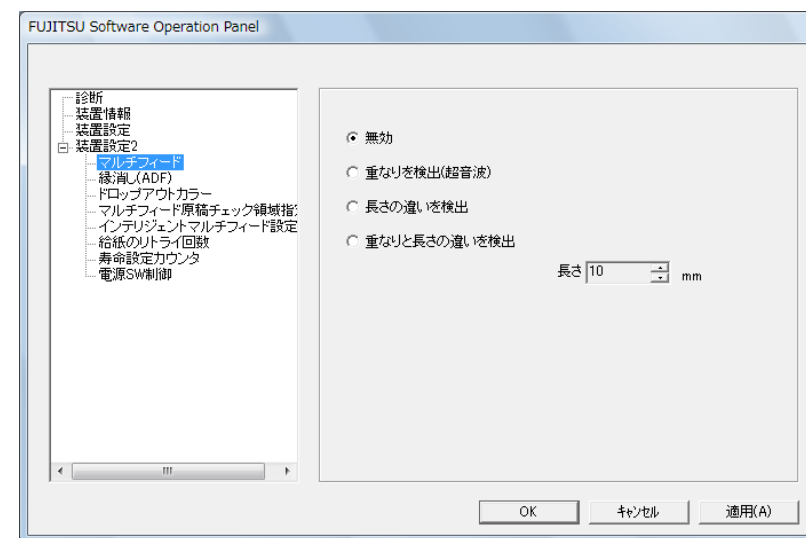 FUJITSU Software Operation Panel
診断
装置情報
装置設定
装置設定2
マルチフィード
縁消し(ADF)
ドロップアウトカラー
マルチフィード原稿チェック領域指
インテリジェントマルチフィード設定
給紙のリトライ回数
寿命設定カウンタ
電源SW制御
無効
重なりを検出(超音波)
長さの違いを検出
重なりと長さの違いを検出
長さ 10 mm
OK キャンセル 適用(A)